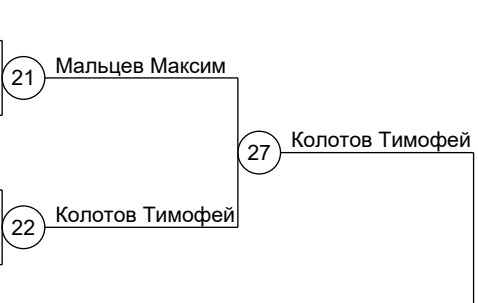 21 Мальцев Максим
27 Колотов Тимофей
22 Колотов Тимофей